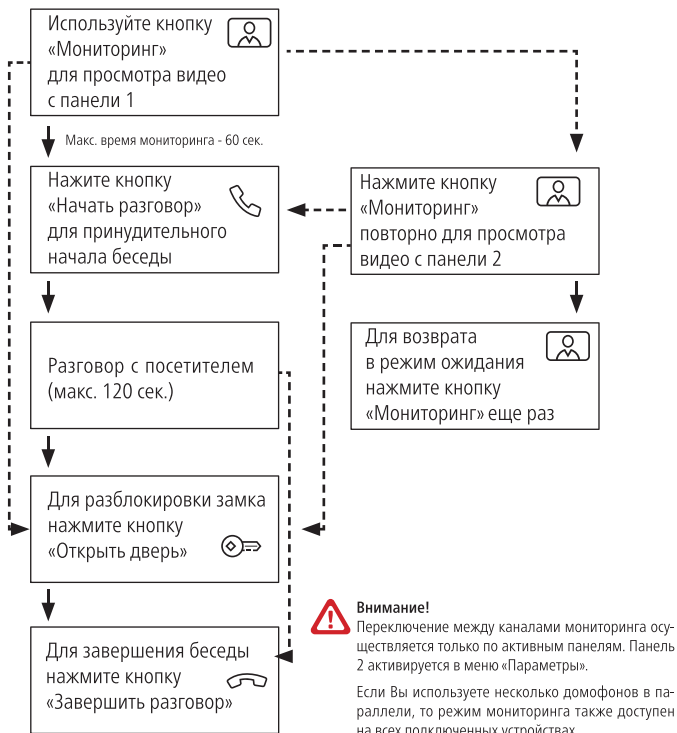 Используйте кнопку
«Мониторинг»
для просмотра видео
с панели 1
Макс. время мониторинга - 60 сек.
Нажите кнопку
«Начать разговор»
для принудительного
начала беседы
Нажмите кнопку
«Мониторинг»
повторно для просмотра
видео с панели 2
Разговор с посетителем
(макс. 120 сек.)
Для возврата
в режим ожидания
нажмите кнопку
«Мониторинг» еще раз
Для разблокировки замка
нажмите кнопку
«Открыть дверь»
Для завершения беседы
нажмите кнопку
«Завершить разговор»
Внимание!
Переключение между каналами мониторинга осу-
ществляется только по активным панелям. Панель
2 активируется в меню «Параметры».
Если Вы используете несколько домофонов в па-
раллели, то режим мониторинга также доступен
на всех подключенных устройствах